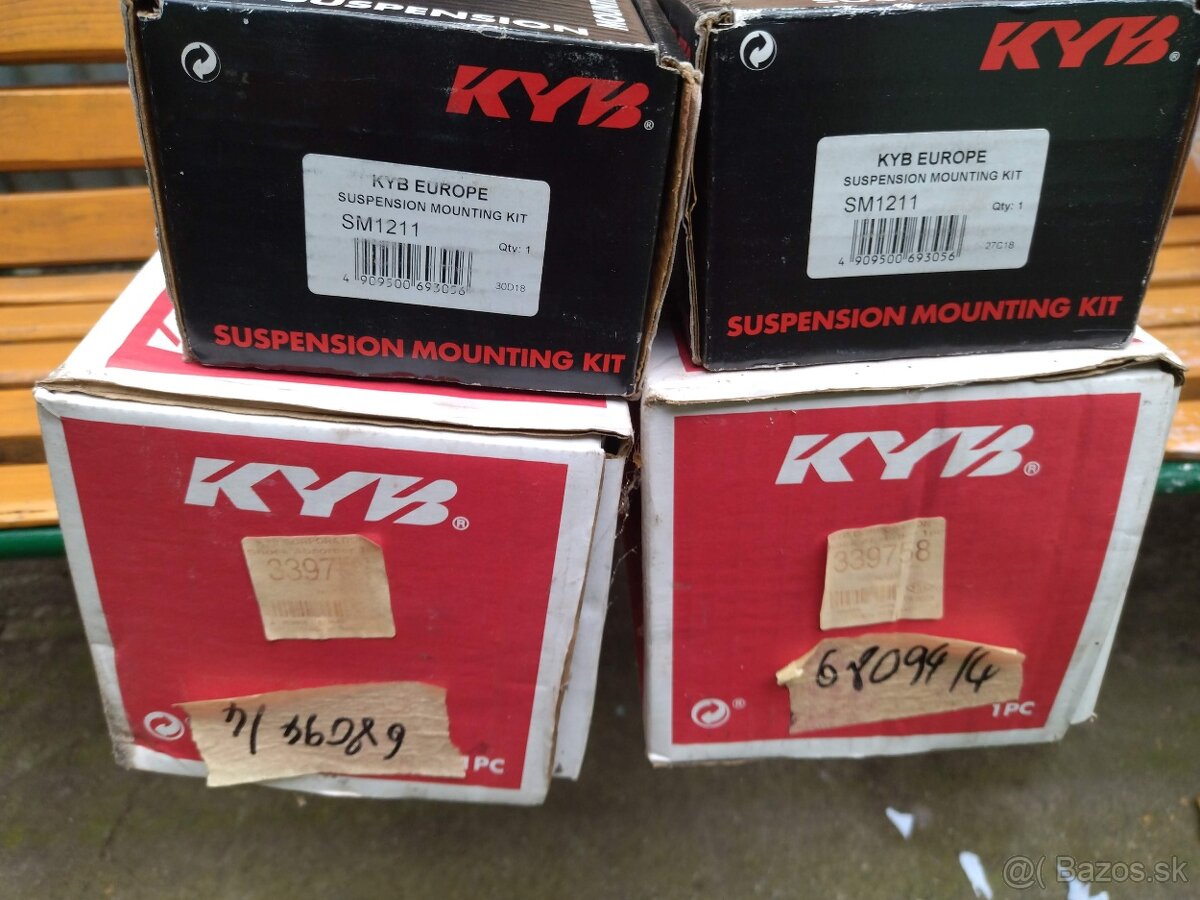 SUSPENSION
KYB®
KYB EUROPE
SUSPENSION MOUNTING KIT
SM1211
Qty: 1
4 909500 693056
30D18
SUSPENSION MOUNTING KIT
KYB®
KYB EUROPE
SUSPENSION MOUNTING KIT
SM1211
Qty: 1
4 909500 693056
27C18
SUSPENSION MOUNTING KIT
KYB®
Shock Absorber
3397
68094/4
1PC
KYB®
339758
68094/4
1PC
@( Bazos.sk